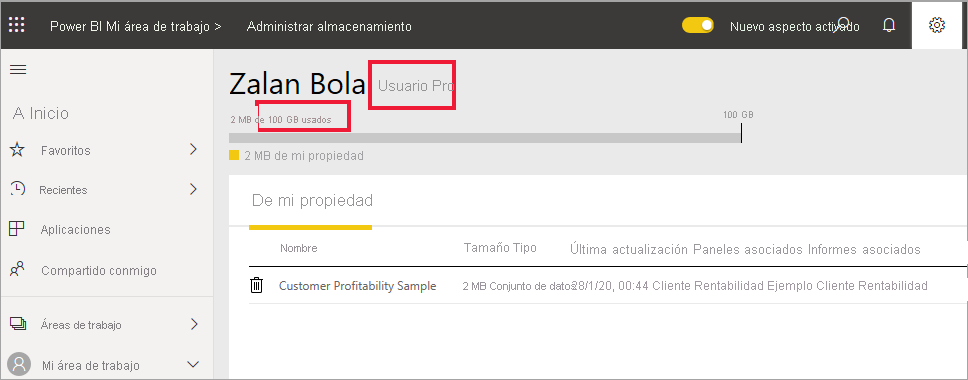 Power BI Mi área de trabajo > Administrar almacenamiento Nuevo aspecto activado
Zalan Bola Usuario Pro
2 MB de 100 GB usados 100 GB
2 MB de mi propiedad
A Inicio
Favoritos
Recientes
Aplicaciones
Compartido conmigo
Áreas de trabajo
Mi área de trabajo
De mi propiedad
Nombre Tamaño Tipo Última actualización Paneles asociados Informes asociados
Customer Profitability Sample 2 MB Conjunto de datos 28/1/20, 00:44 Cliente Rentabilidad Ejemplo Cliente Rentabilidad